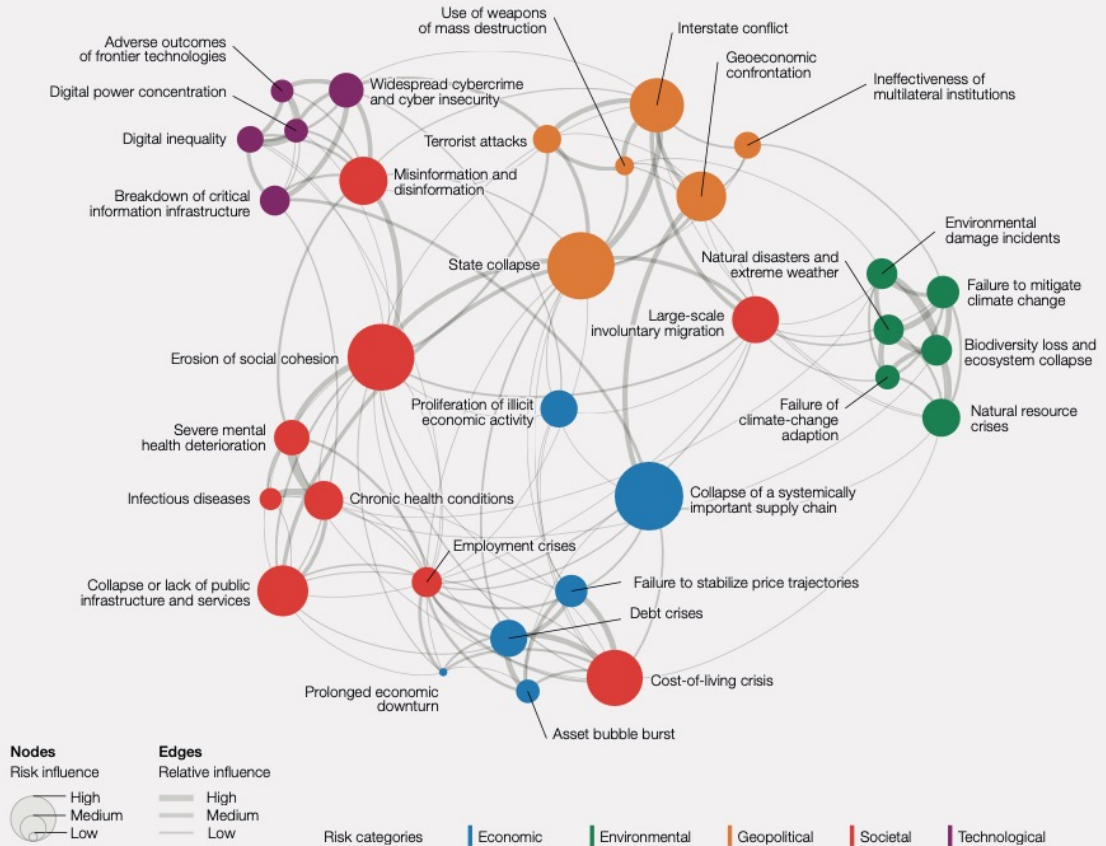 Use of weapons
of mass destruction
Interstate conflict
Adverse outcomes
of frontier technologies
Geoeconomic
confrontation
Ineffectiveness of
multilateral institutions
Digital power concentration
Widespread cybercrime
and cyber insecurity
Digital inequality
Terrorist attacks
Misinformation and
disinformation
Breakdown of critical
information infrastructure
Environmental
damage incidents
Natural disasters and
extreme weather
State collapse
Failure to mitigate
climate change
Large-scale
involuntary migration
Biodiversity loss and
ecosystem collapse
Erosion of social cohesion
Proliferation of illicit
economic activity
Failure of
climate-change
adaption
Natural resource
crises
Severe mental
health deterioration
Infectious diseases
Chronic health conditions
Collapse of a systemically
important supply chain
Employment crises
Collapse or lack of public
infrastructure and services
Failure to stabilize price trajectories
Debt crises
Prolonged economic
downturn
Cost-of-living crisis
Asset bubble burst
Nodes
Risk influence
High
Medium
Low
Edges
Relative influence
High
Medium
Low
Risk categories
Economic
Environmental
Geopolitical
Societal
Technological